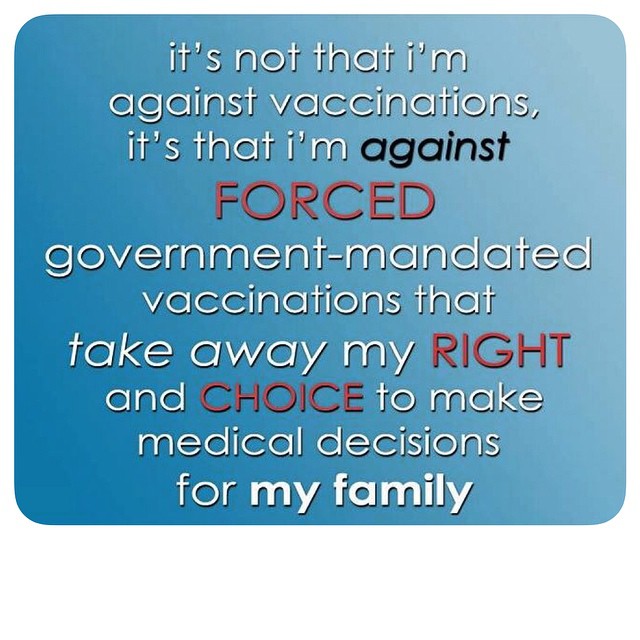 it's not that i'm
against vaccinations,
it's that i'm against
FORCED
government-mandated
vaccinations that
take away my RIGHT
and CHOICE to make
medical decisions
for my family